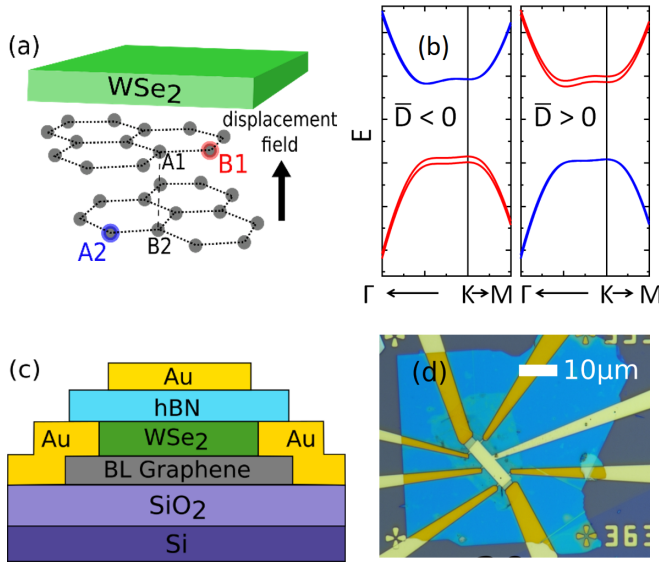 (a)
WSe2
displacement
field
A1
B1
A2
B2
(b)
E
D̅ < 0
D̅ > 0
Γ
K
M
Γ
K
M
(c)
Au
hBN
Au
WSe2
Au
BL Graphene
SiO2
Si
(d)
10µm
363